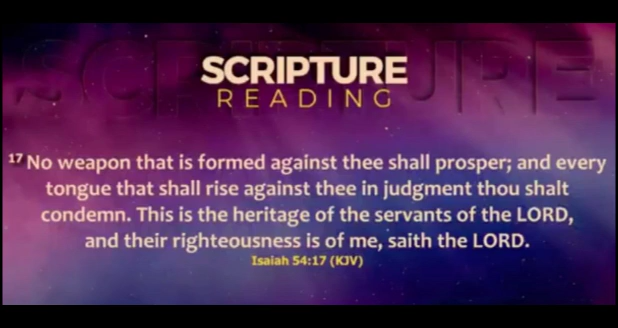 SCRIPTURE
READING
17 No weapon that is formed against thee shall prosper; and every
tongue that shall rise against thee in judgment thou shalt
condemn. This is the heritage of the servants of the LORD,
and their righteousness is of me, saith the LORD.
Isaiah 54:17 (KJV)